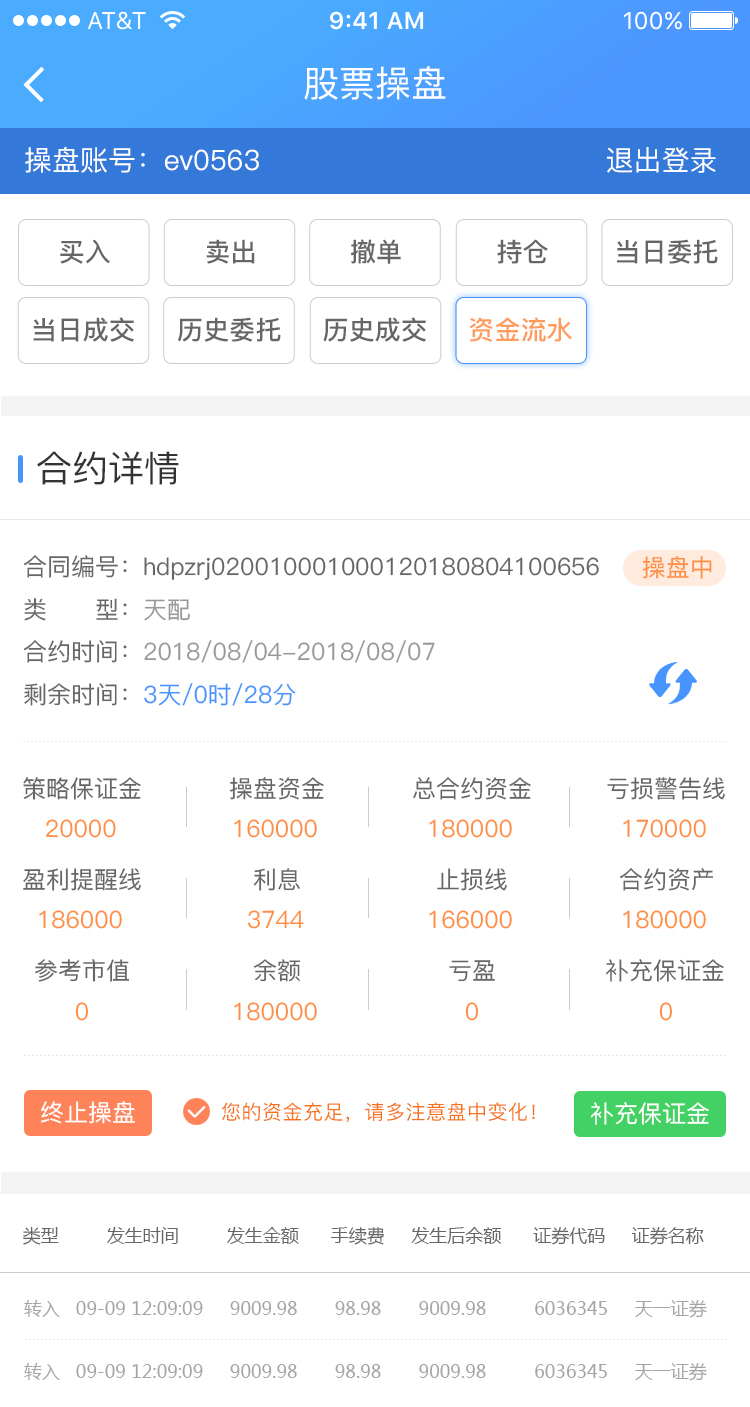 AT&T 9:41 AM 100%
股票操盘
操盘账号：ev0563 退出登录
买入 卖出 撤单 持仓 当日委托
当日成交 历史委托 历史成交 资金流水
合约详情
合同编号：hdpzrj0200100010001201808041​00656 操盘中
类 型：天配
合约时间：2018/08/04-2018/08/07
剩余时间：3天/0时/28分
策略保证金 操盘资金 总合约资金 亏损警告线
20000 160000 180000 170000
盈利提醒线 利息 止损线 合约资产
186000 3744 166000 180000
参考市值 余额 亏盈 补充保证金
0 180000 0 0
终止操盘 您的资金充足，请多注意盘中变化！ 补充保证金
类型 发生时间 发生金额 手续费 发生后余额 证券代码 证券名称
转入 09-09 12:09:09 9009.98 98.98 9009.98 6036345 天一证券
转入 09-09 12:09:09 9009.98 98.98 9009.98 6036345 天一证券